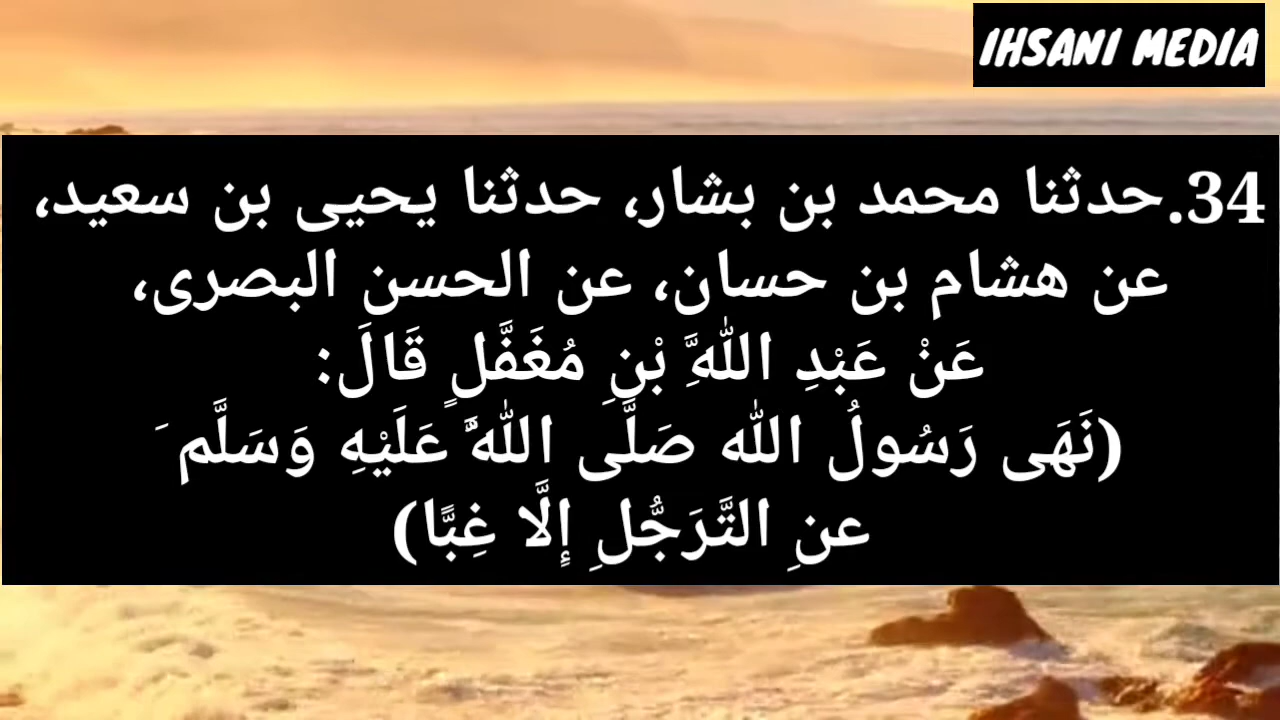 IHSANI MEDIA
34.حدثنا محمد بن بشار، حدثنا يحيى بن سعيد،
عن هشام بن حسان، عن الحسن البصرى،
عَنْ عَبْدِ اللَّهِ بْنِ مُغَفَّلٍ قَالَ:
(نَهَى رَسُولُ الله صَلَّى اللَّهُ عَلَيْهِ وَسَلَّمَ
عنِ التَّرَجُّلِ إِلَّا غِبًّا)